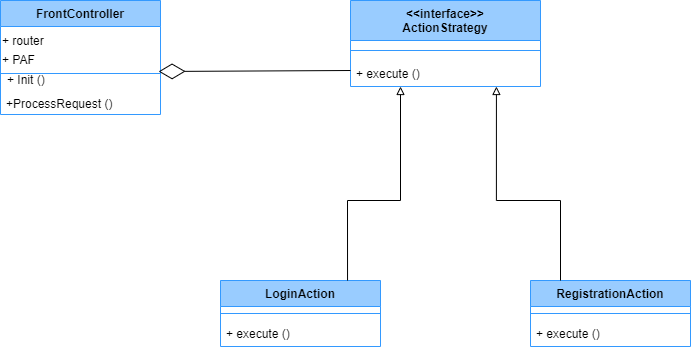 FrontController
+ router
+ PAF
+ Init ()
+ProcessRequest ()
<<interface>>
ActionStrategy
+ execute ()
LoginAction
+ execute ()
RegistrationAction
+ execute ()